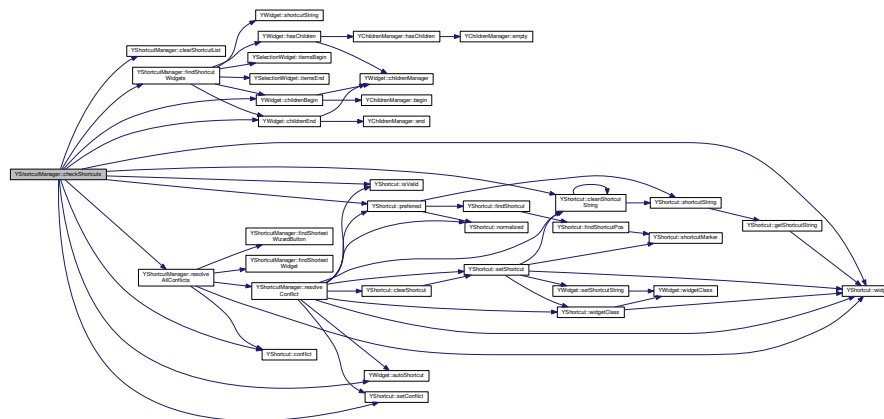 YWidget::shortcutString
YWidget::hasChildren
YChildrenManager::hasChildren
YChildrenManager::empty
YShortcutManager::clearShortcutList
YSelectionWidget::itemsBegin
YShortcutManager::findShortcut
Widgets
YSelectionWidget::itemsEnd
YWidget::childrenManager
YWidget::childrenBegin
YChildrenManager::begin
YWidget::childrenEnd
YChildrenManager::end
YShortcutManager::checkShortcuts
YShortcut::isValid
YShortcut::cleanShortcut
String
YShortcut::shortcutString
YShortcut::preferred
YShortcut::findShortcut
YShortcut::getShortcutString
YShortcut::normalized
YShortcut::findShortcutPos
YShortcutManager::findShortest
WizardButton
YShortcut::shortcutMarker
YShortcutManager::findShortest
Widget
YShortcutManager::resolve
AllConflicts
YShortcut::setShortcut
YShortcutManager::resolve
Conflict
YShortcut::clearShortcut
YWidget::setShortcutString
YWidget::widgetClass
YShortcut::widg
YShortcut::widgetClass
YShortcut::conflict
YWidget::autoShortcut
YShortcut::setConflict